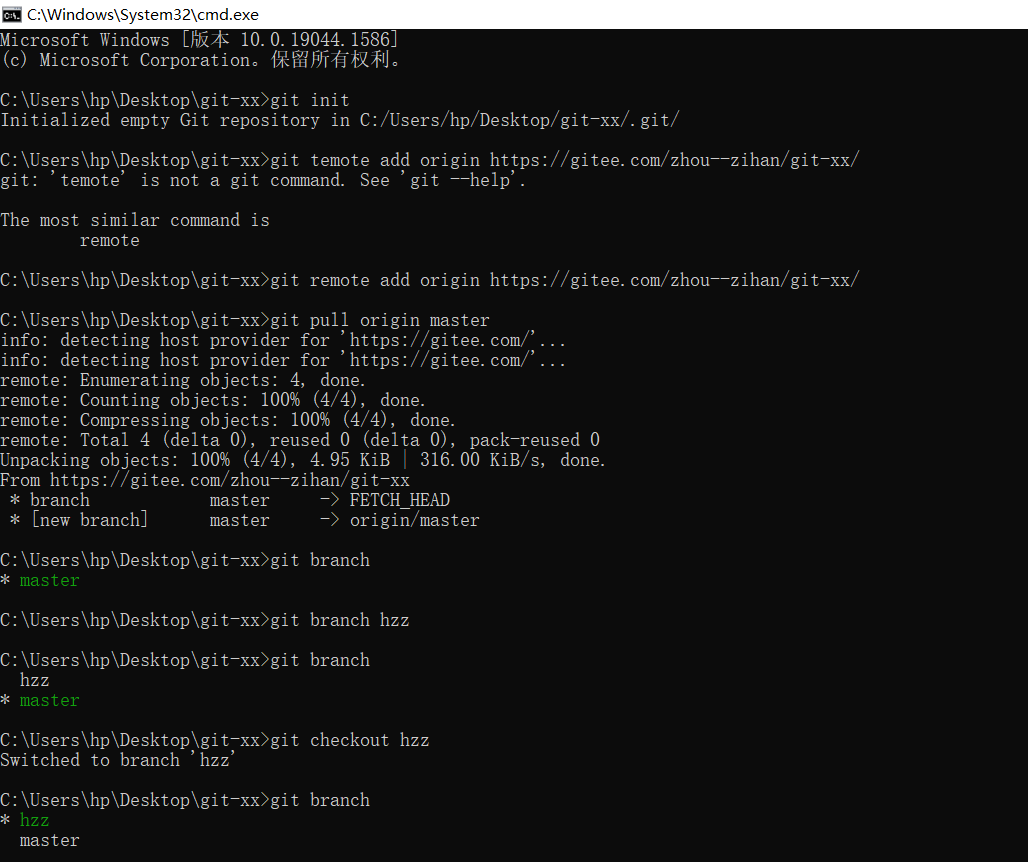 C:\Windows\System32\cmd.exe
Microsoft Windows [版本 10.0.19044.1586]
(c) Microsoft Corporation。保留所有权利。
C:\Users\hp\Desktop\git-xx>git init
Initialized empty Git repository in C:/Users/hp/Desktop/git-xx/.git/
C:\Users\hp\Desktop\git-xx>git temote add origin https://gitee.com/zhou--zihan/git-xx/
git: 'temote' is not a git command. See 'git --help'.
The most similar command is
remote
C:\Users\hp\Desktop\git-xx>git remote add origin https://gitee.com/zhou--zihan/git-xx/
C:\Users\hp\Desktop\git-xx>git pull origin master
info: detecting host provider for 'https://gitee.com/'...
info: detecting host provider for 'https://gitee.com/'...
remote: Enumerating objects: 4, done.
remote: Counting objects: 100% (4/4), done.
remote: Compressing objects: 100% (4/4), done.
remote: Total 4 (delta 0), reused 0 (delta 0), pack-reused 0
Unpacking objects: 100% (4/4), 4.95 KiB | 316.00 KiB/s, done.
From https://gitee.com/zhou--zihan/git-xx
* branch master -> FETCH_HEAD
* [new branch] master -> origin/master
C:\Users\hp\Desktop\git-xx>git branch
* master
C:\Users\hp\Desktop\git-xx>git branch hzz
C:\Users\hp\Desktop\git-xx>git branch
hzz
* master
C:\Users\hp\Desktop\git-xx>git checkout hzz
Switched to branch 'hzz'
C:\Users\hp\Desktop\git-xx>git branch
* hzz
master